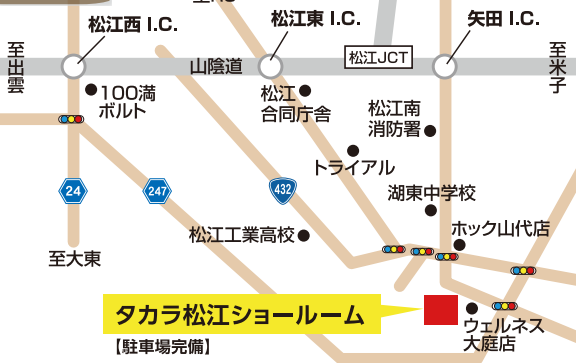 松江西 I.C.
松江東 I.C.
矢田 I.C.
至出雲
山陰道
松江JCT
至米子
100満
ボルト
松江
合同庁舎
松江南
消防署
トライアル
24
247
432
湖東中学校
松江工業高校
ホック山代店
至大東
タカラ松江ショールーム
【駐車場完備】
ウェルネス
大庭店